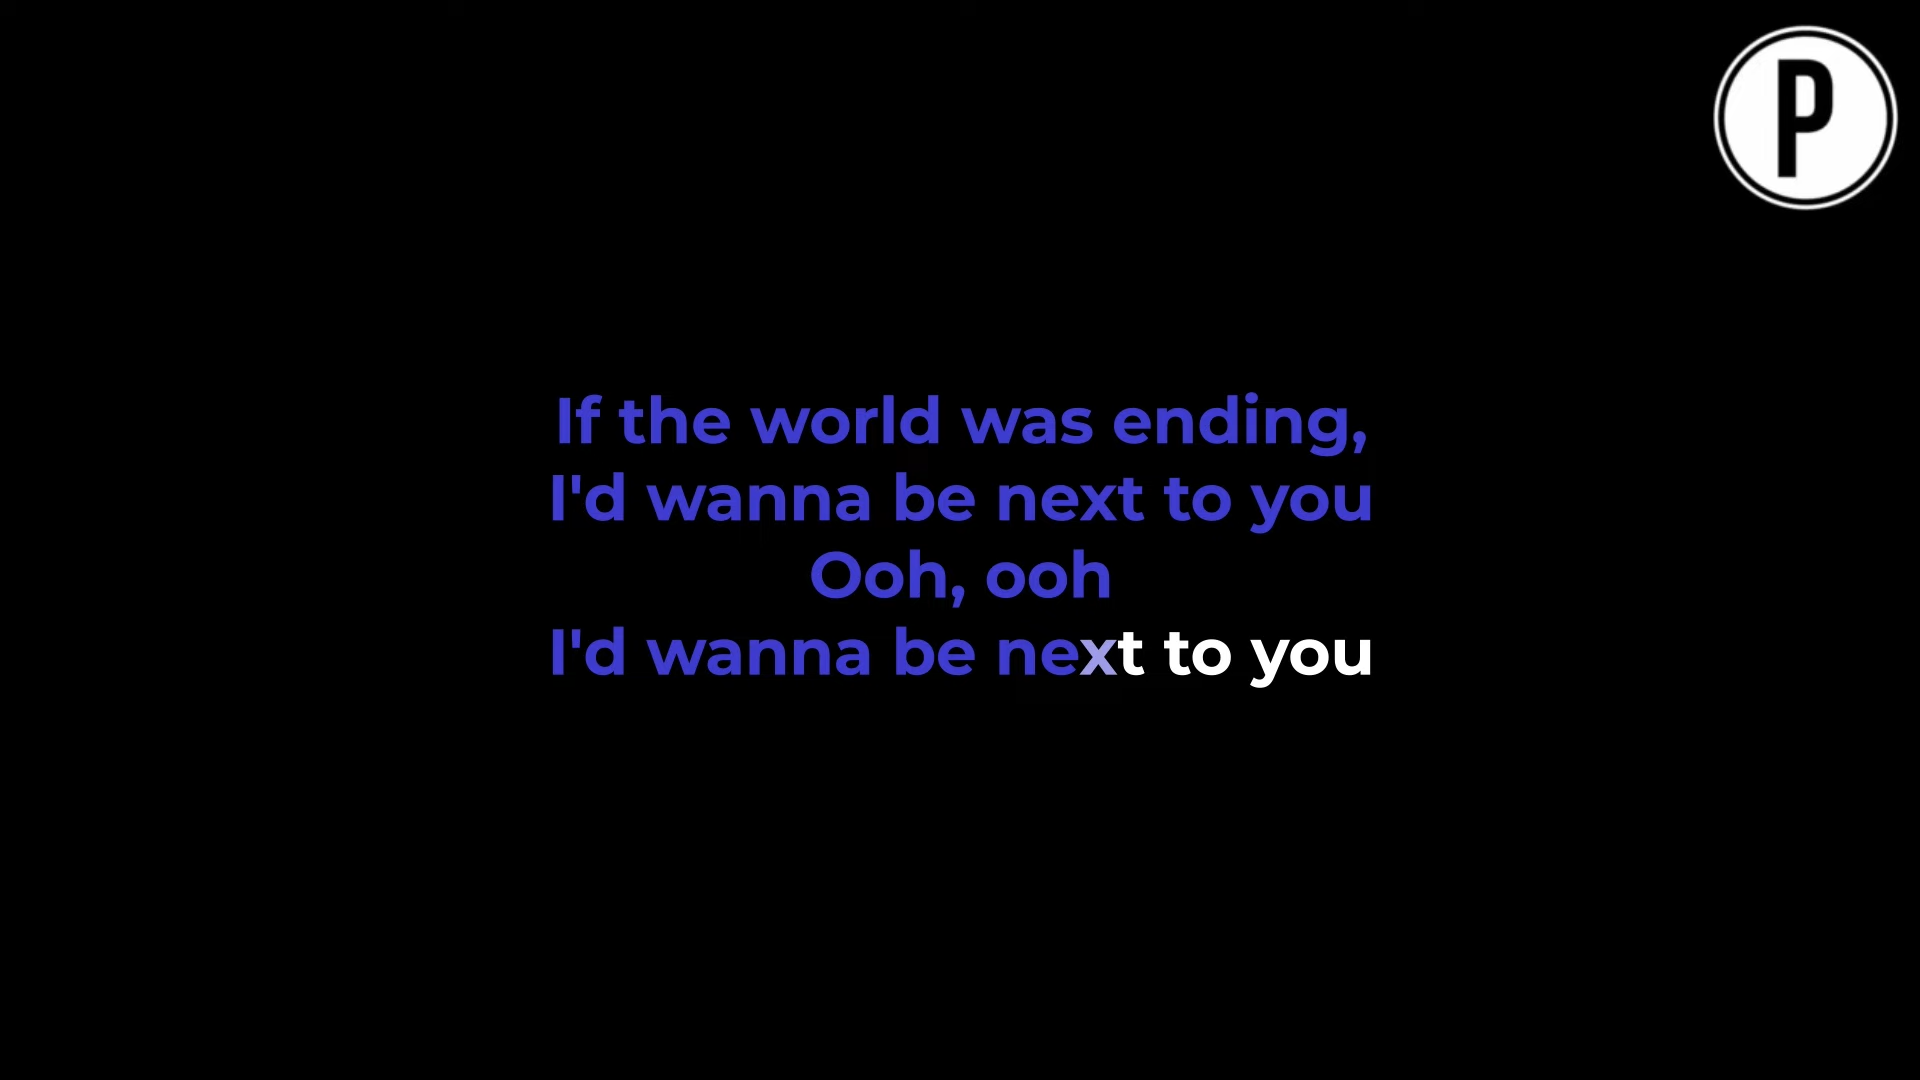 P
If the world was ending,
I'd wanna be next to you
Ooh, ooh
I'd wanna be next to you